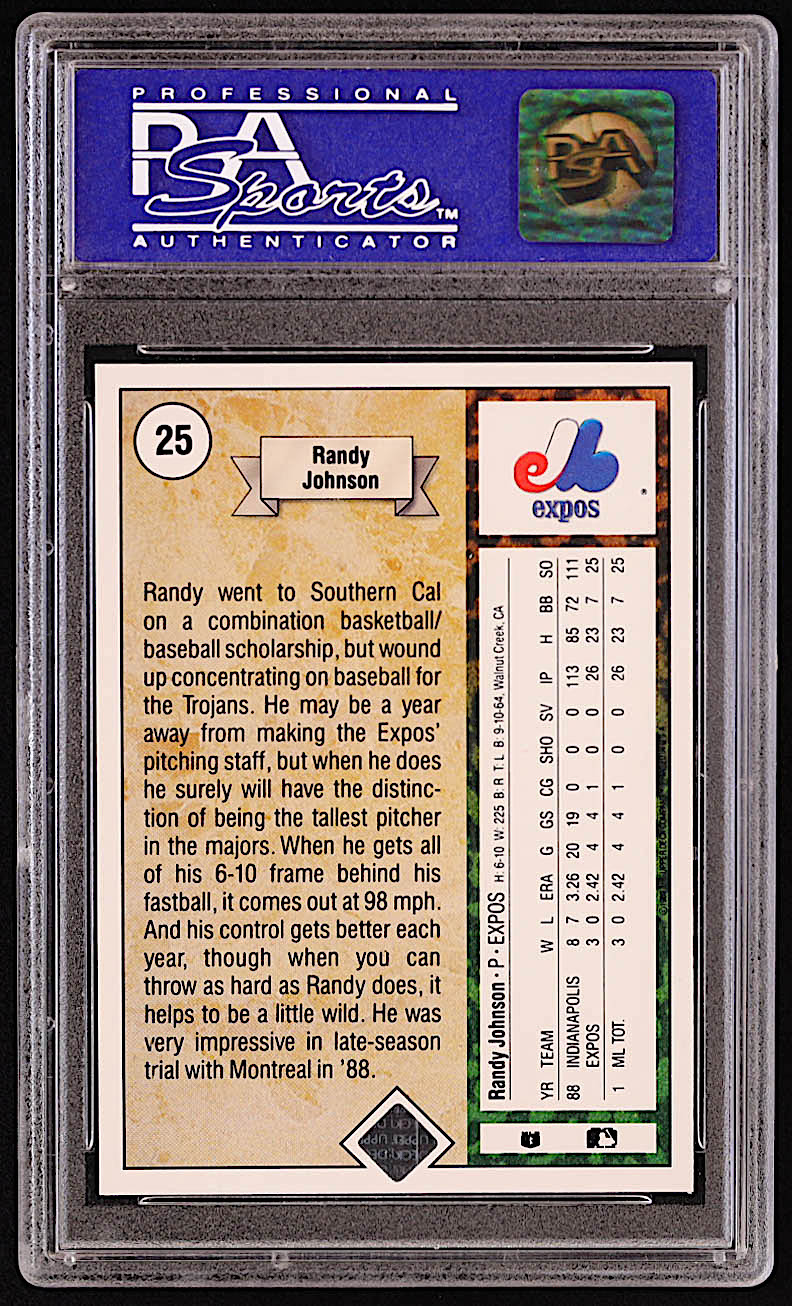 PROFESSIONAL
PSA
Sports™
AUTHENTICATOR
PSA
25
Randy
Johnson
expos
Randy went to Southern Cal
on a combination basketball/
baseball scholarship, but wound
up concentrating on baseball for
the Trojans. He may be a year
away from making the Expos'
pitching staff, but when he does
he surely will have the distinc-
tion of being the tallest pitcher
in the majors. When he gets all
of his 6-10 frame behind his
fastball, it comes out at 98 mph.
And his control gets better each
year, though when you can
throw as hard as Randy does, it
helps to be a little wild. He was
very impressive in late-season
trial with Montreal in '88.
Randy Johnson · P · EXPOS H: 6-10 W: 225 B: R T: L B: 9-10-64, Walnut Creek, CA
YR TEAM W L ERA G GS CG SHO SV IP H BB SO
88 INDIANAPOLIS 8 7 3.26 20 19 0 0 0 113 85 72 111
EXPOS 3 0 2.42 4 4 1 0 0 26 23 7 25
1 ML TOT. 3 0 2.42 4 4 1 0 0 26 23 7 25